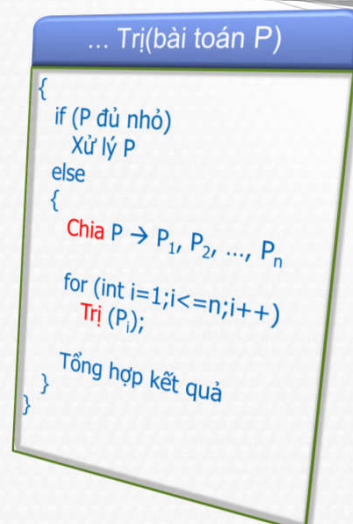 ... Trị(bài toán P)
{
if (P đủ nhỏ)
Xử lý P
else
{
Chia P → P₁, P₂, ..., Pₙ
for (int i=1;i<=n;i++)
Trị (Pᵢ);
Tổng hợp kết quả
}
}